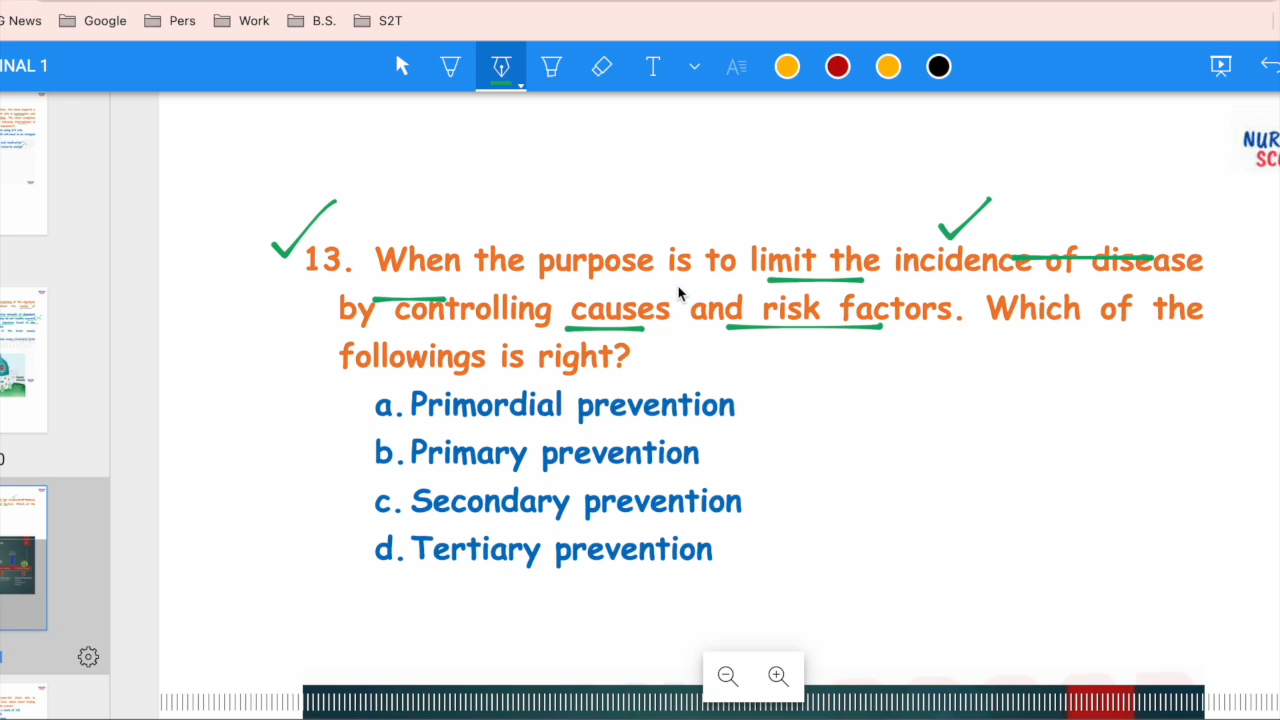 G News Google Pers Work B.S. S2T
INAL 1
T
NUR
SC
13. When the purpose is to limit the incidence of disease
by controlling causes and risk factors. Which of the
followings is right?
a. Primordial prevention
b. Primary prevention
c. Secondary prevention
d. Tertiary prevention